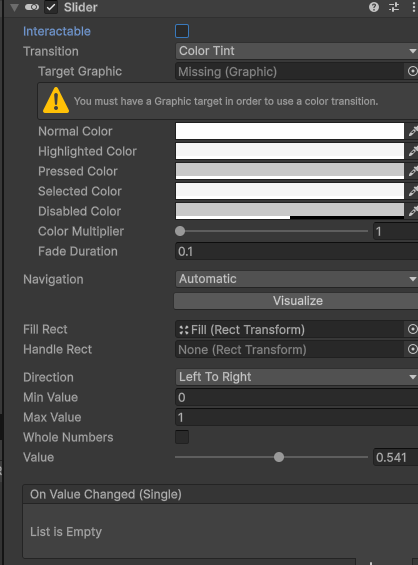 Slider
Interactable
Transition Color Tint
Target Graphic Missing (Graphic)
You must have a Graphic target in order to use a color transition.
Normal Color
Highlighted Color
Pressed Color
Selected Color
Disabled Color
Color Multiplier 1
Fade Duration 0.1
Navigation Automatic
Visualize
Fill Rect Fill (Rect Transform)
Handle Rect None (Rect Transform)
Direction Left To Right
Min Value 0
Max Value 1
Whole Numbers
Value 0.541
On Value Changed (Single)
List is Empty